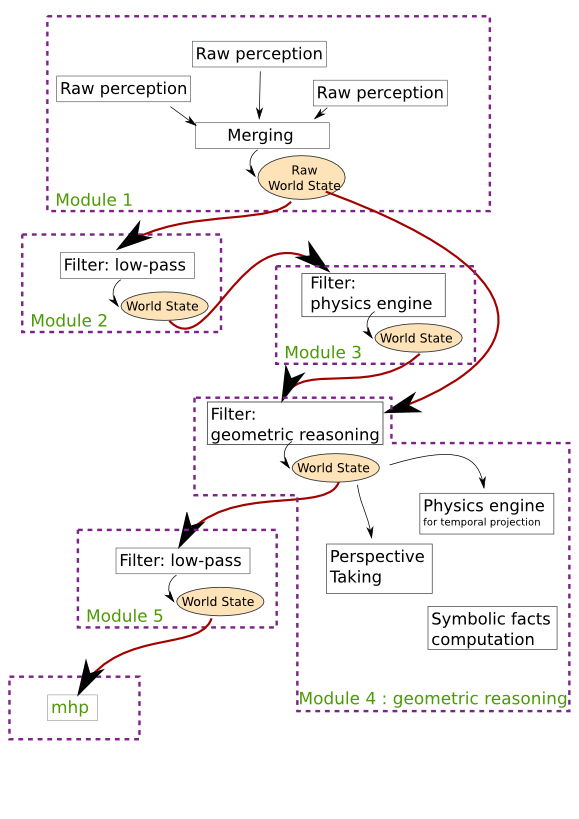 Raw perception
Raw perception
Raw perception
Merging
Raw
World State
Module 1
Filter: low-pass
World State
Module 2
Filter:
physics engine
World State
Module 3
Filter:
geometric reasoning
World State
Physics engine
for temporal projection
Perspective
Taking
Symbolic facts
computation
Module 4 : geometric reasoning
Filter: low-pass
World State
Module 5
mhp